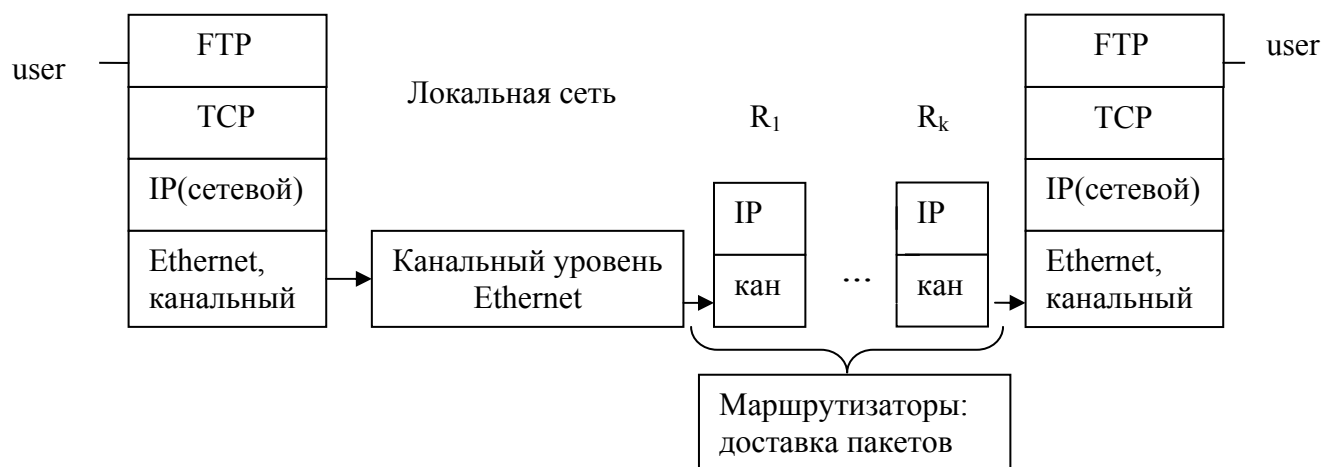 user
FTP
TCP
IP(сетевой)
Ethernet,
канальный
Локальная сеть
Канальный уровень
Ethernet
R1
IP
кан
...
Rk
IP
кан
Маршрутизаторы:
доставка пакетов
FTP
TCP
IP(сетевой)
Ethernet,
канальный
user